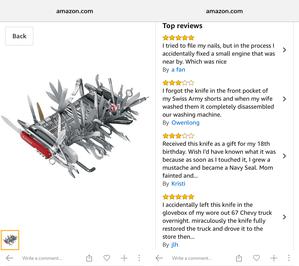 amazon.com
Back
Write a comment...
amazon.com
Top reviews
I tried to file my nails, but in the process I
accidentally fixed a small engine that was
near by. Which was nice
By a fan
I forgot the knife in the front pocket of
my Swiss Army shorts and when my wife
washed them it completely disassembled
our washing machine.
By Owenlong
Received this knife as a gift for my 18th
birthday. Wish I'd have known what it was
because as soon as I touched it, I grew a
mustache and became a Navy Seal. Mom
fainted and...
By Kristi
I accidentally left this knife in the
glovebox of my wore out 67 Chevy truck
overnight. miraculously the knife fully
restored the truck and drove it to the
store then...
By jlh
Write a comment...